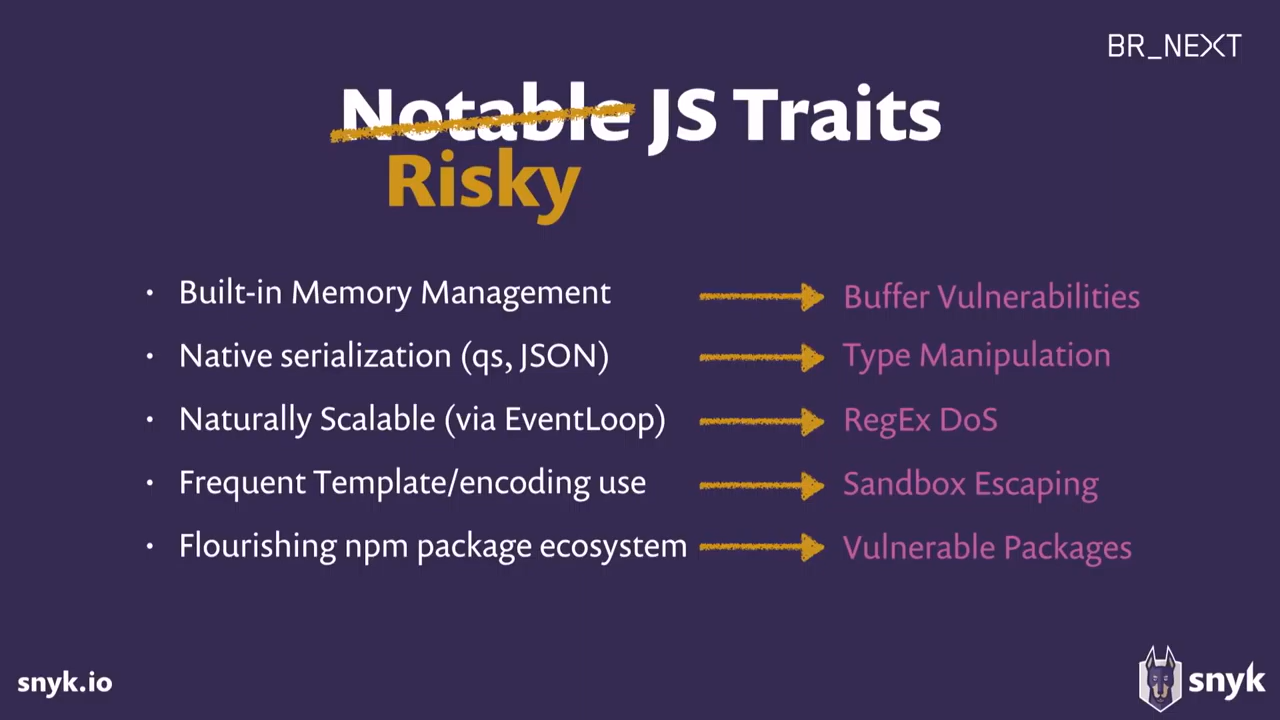 BR_NEXT
Notable JS Traits
Risky
• Built-in Memory Management Buffer Vulnerabilities
• Native serialization (qs, JSON) Type Manipulation
• Naturally Scalable (via EventLoop) RegEx DoS
• Frequent Template/encoding use Sandbox Escaping
• Flourishing npm package ecosystem Vulnerable Packages
snyk.io snyk